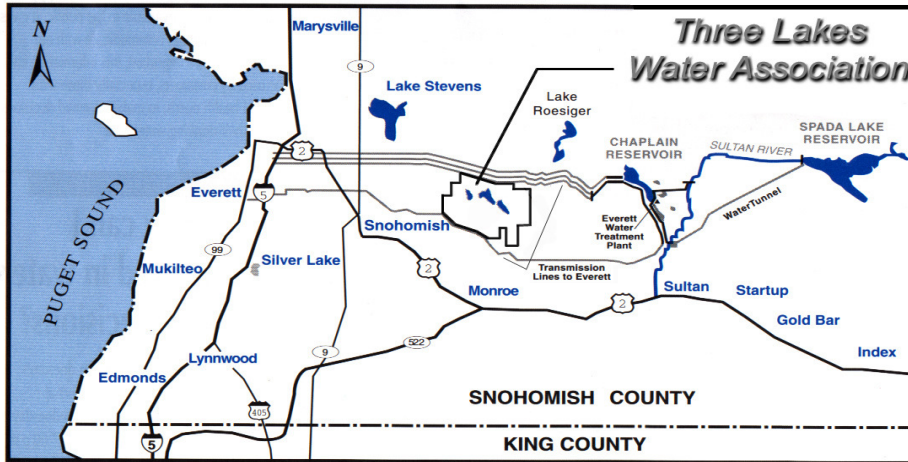 Three Lakes
Water Association
N
Marysville
9
Lake Stevens
Lake
Roesiger
CHAPLAIN
RESERVOIR
SULTAN RIVER
SPADA LAKE
RESERVOIR
2
Everett
5
Snohomish
Everett
Water
Treatment
Plant
WaterTunnel
PUGET SOUND
99
Mukilteo
Silver Lake
2
Transmission
Lines to Everett
Monroe
2
Sultan
Startup
Gold Bar
Index
522
9
Lynnwood
Edmonds
405
5
SNOHOMISH COUNTY
KING COUNTY